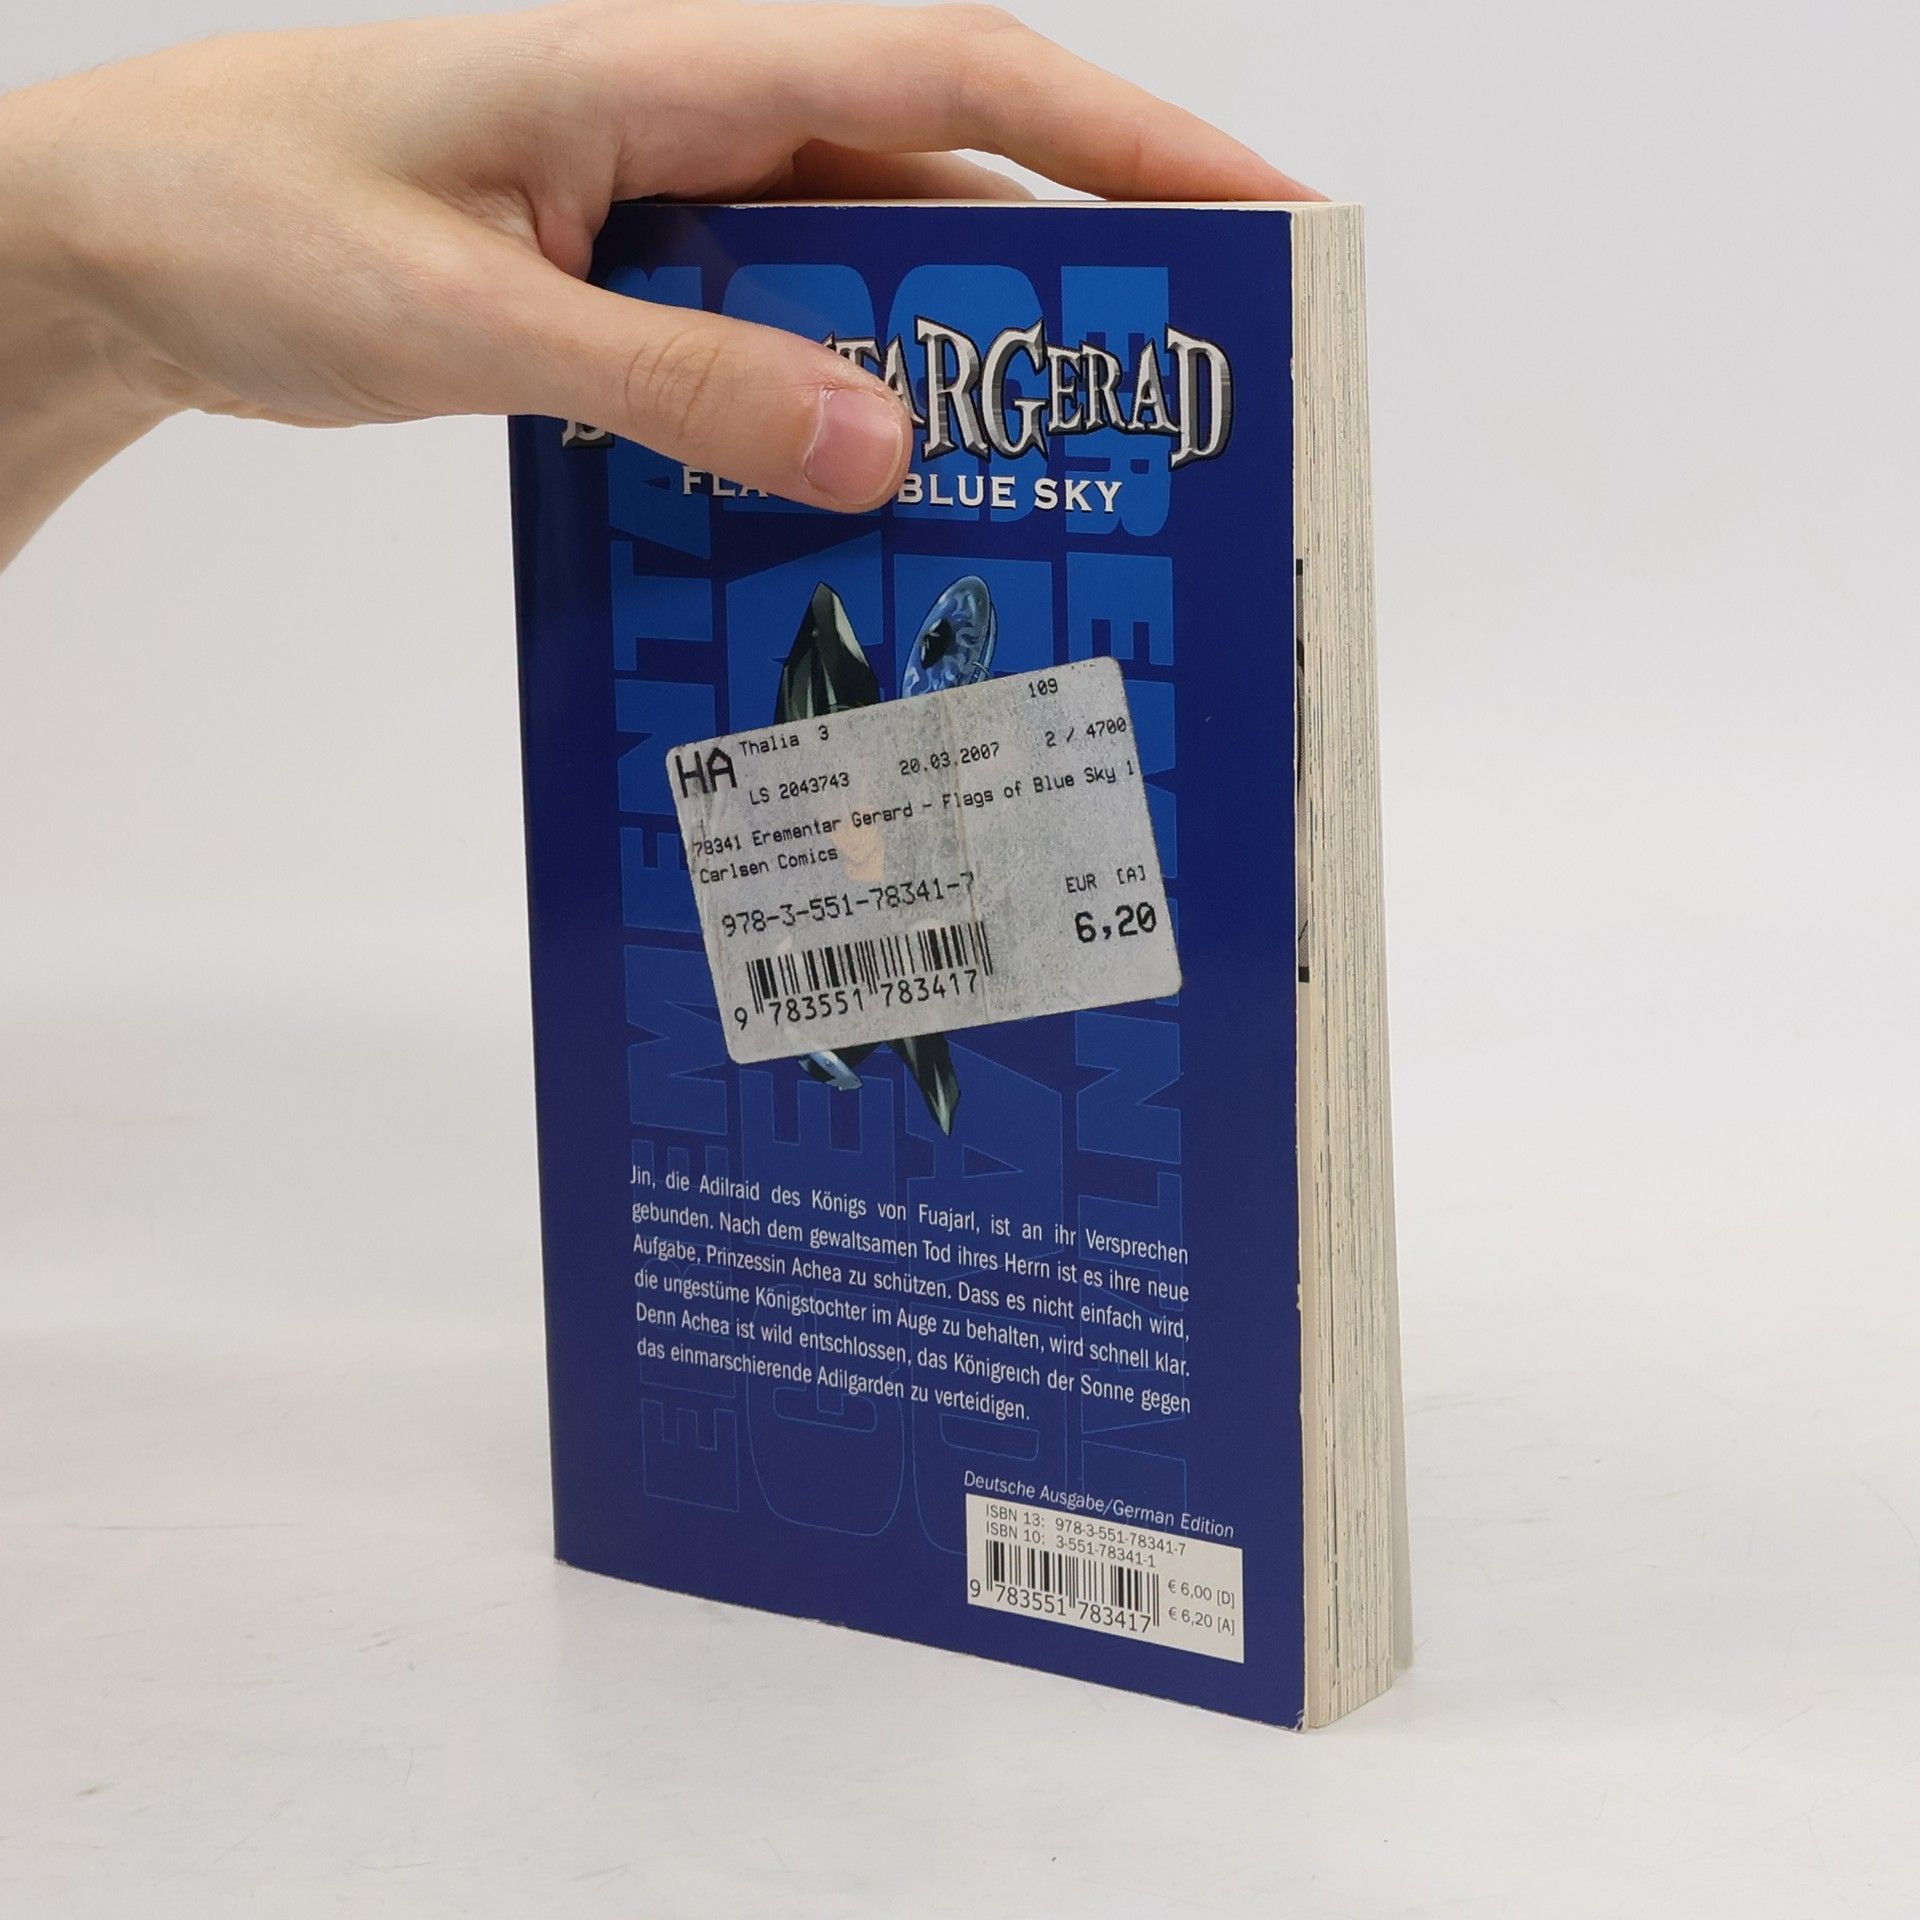 TARGERAD
BLUE SKY
HA Thalia 3 109
LS 2043743 20.03.2007 2 / 4700
78341 Erementar Gerard - Flags of Blue Sky 1
Carlsen Comics
978-3-551-78341-7 EUR [A]
6,20
9 783551 783417
Jin, die Adilraid des Königs von Fuajarl, ist an ihr Versprechen
gebunden. Nach dem gewaltsamen Tod ihres Herrn ist es ihre neue
Aufgabe, Prinzessin Achea zu schützen. Dass es nicht einfach wird,
die ungestüme Königstochter im Auge zu behalten, wird schnell klar.
Denn Achea ist wild entschlossen, das Königreich der Sonne gegen
das einmarschierende Adilgarden zu verteidigen.
Deutsche Ausgabe/German Edition
ISBN 13: 978-3-551-78341-7
ISBN 10: 3-551-78341-1
€ 6,00 [D]
€ 6,20 [A]
9 783551 783417